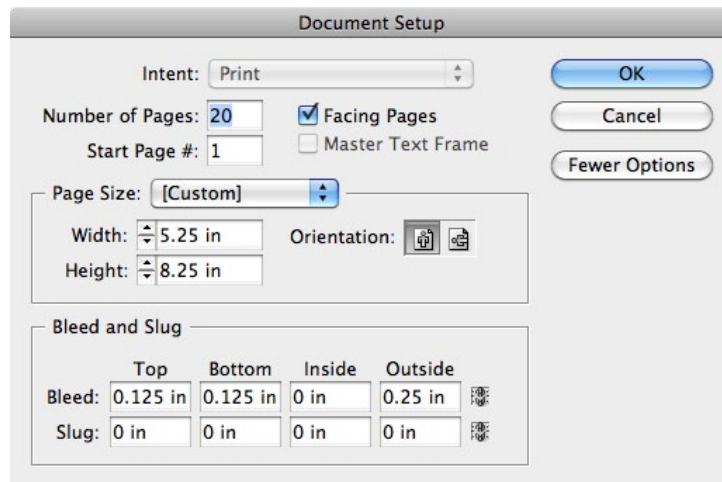 Document Setup
Intent: Print
OK
Number of Pages: 20
Facing Pages
Cancel
Start Page #: 1
Master Text Frame
Fewer Options
Page Size: [Custom]
Width: 5.25 in
Orientation:
Height: 8.25 in
Bleed and Slug
Top Bottom Inside Outside
Bleed: 0.125 in 0.125 in 0 in 0.25 in
Slug: 0 in 0 in 0 in 0 in